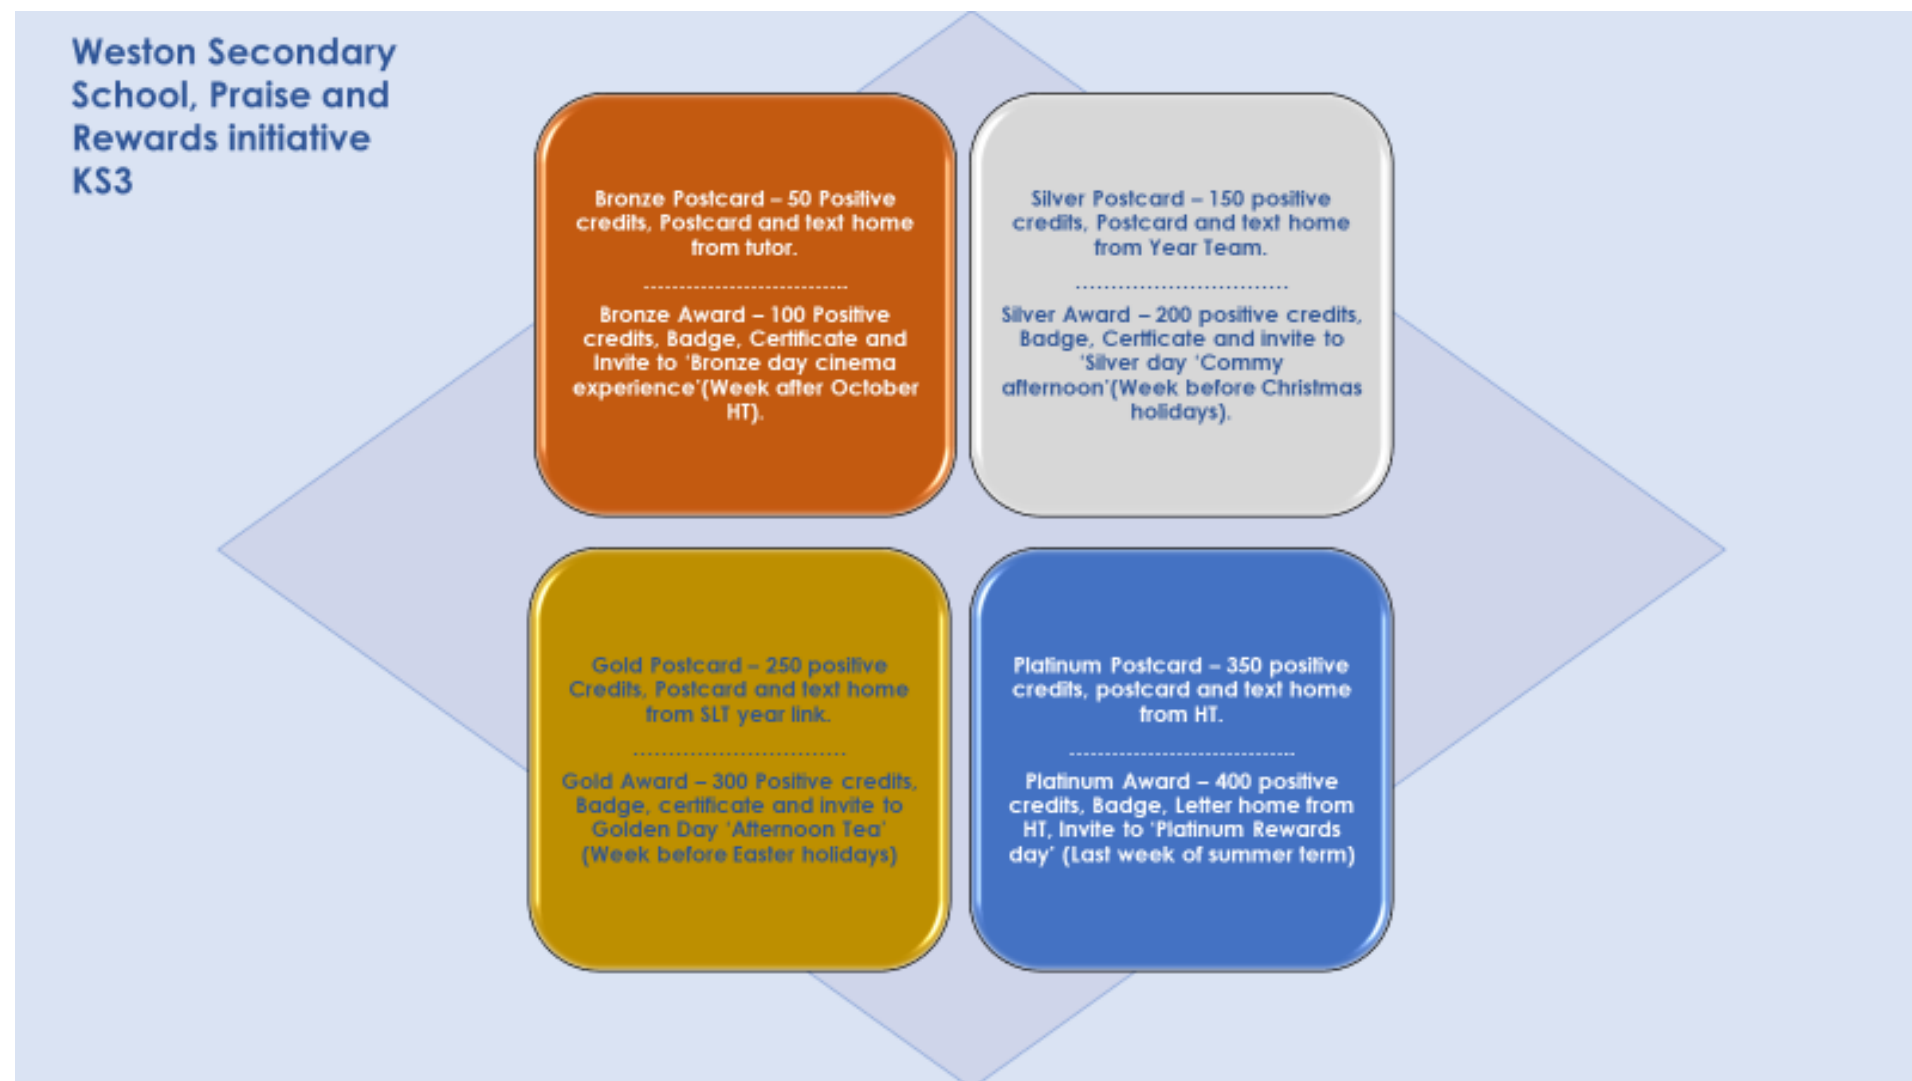 Weston Secondary
School, Praise and
Rewards initiative
KS3
Bronze Postcard – 50 Positive
credits, Postcard and text home
from tutor.
----------------------------
Bronze Award – 100 Positive
credits, Badge, Certificate and
Invite to ‘Bronze day cinema
experience’(Week after October
HT).
Silver Postcard – 150 positive
credits, Postcard and text home
from Year Team.
..............................
Silver Award – 200 positive credits,
Badge, Certficate and invite to
‘Silver day ‘Commy
afternoon’(Week before Christmas
holidays).
Gold Postcard – 250 positive
Credits, Postcard and text home
from SLT year link.
..............................
Gold Award – 300 Positive credits,
Badge, certificate and invite to
Golden Day ‘Afternoon Tea’
(Week before Easter holidays)
Platinum Postcard – 350 positive
credits, postcard and text home
from HT.
-------------------------------
Platinum Award – 400 positive
credits, Badge, Letter home from
HT, Invite to ‘Platinum Rewards
day’ (Last week of summer term)